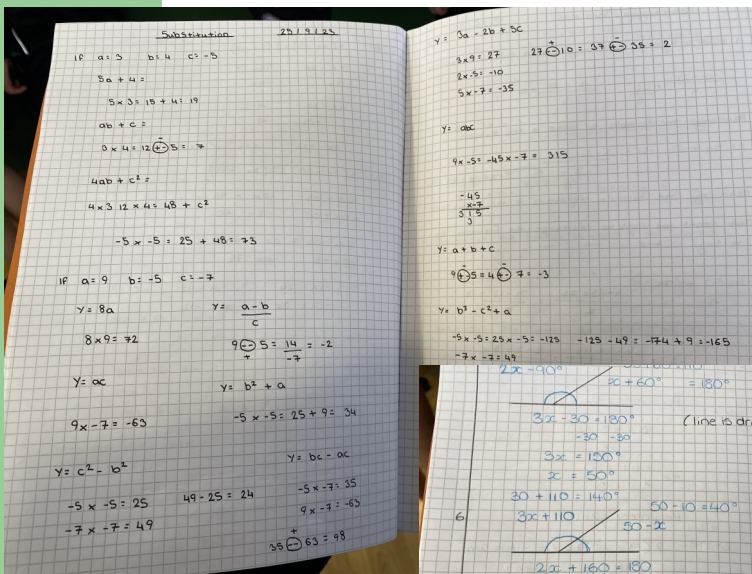 Substitution 25/9/25
If a=3 b=4 c=-5
5a + 4 =
5 x 3 = 15 + 4 = 19
ab + c =
-
3 x 4 = 12 +- 5 = 7
4ab + c² =
4 x 3 12 x 4 = 48 + c²
-5 x -5 = 25 + 48 = 73
If a=9 b=-5 c=-7
y = 8a
8 x 9 = 72
y = a-b
c
9 -- 5 = 14 = -2
+ -7
y = ac
9 x -7 = -63
y = b² + a
-5 x -5 = 25 + 9 = 34
y = c² - b²
-5 x -5 = 25 49 - 25 = 24
-7 x -7 = 49
y = bc - ac
-5 x -7 = 35
9 x -7 = -63
+
35 -- 63 = 98
y = 3a - 2b + 5c
3 x 9 = 27
+ -
27 -- 10 = 37 +- 35 = 2
2 x -5 = -10
5 x -7 = -35
y = abc
9 x -5 = -45 x -7 = 315
-45
x-7
315
3
y = a + b + c
- -
9 +- 5 = 4 +- 7 = -3
y = b³ - c² + a
-5 x -5 = 25 x -5 = -125 -125 - 49 = -174 + 9 = -165
-7 x -7 = 49
2x-90°
x+60° = 180°
3x - 30 = 180° (line is
-30 -30
3x = 150°
x = 50°
30 + 110 = 140°
6
3x + 110
50 - 10 = 40°
50 - x
2x + 160 = 180